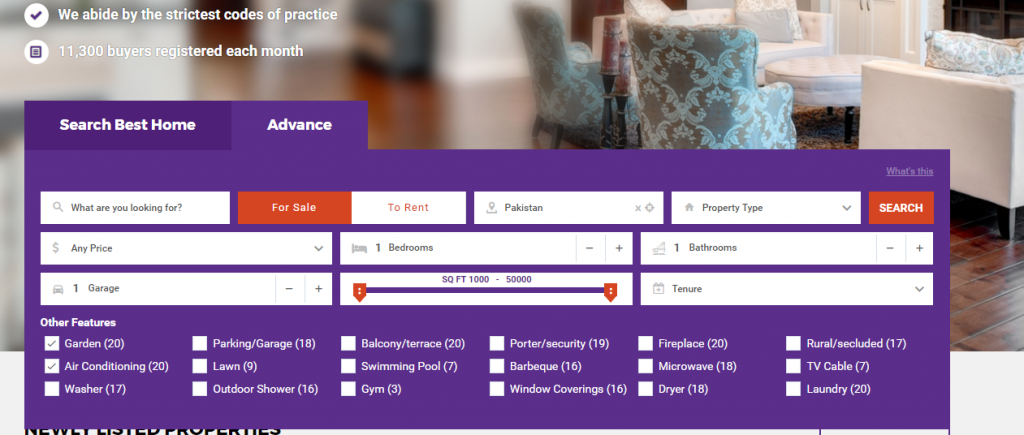 We abide by the strictest codes of practice
11,300 buyers registered each month
Search Best Home Advance
What's this
What are you looking for? For Sale To Rent Pakistan x Property Type SEARCH
$ Any Price 1 Bedrooms − + 1 Bathrooms − +
1 Garage − + SQ FT 1000 - 50000 Tenure
Other Features
Garden (20) Parking/Garage (18) Balcony/terrace (20) Porter/security (19) Fireplace (20) Rural/secluded (17)
Air Conditioning (20) Lawn (9) Swimming Pool (7) Barbeque (16) Microwave (18) TV Cable (7)
Washer (17) Outdoor Shower (16) Gym (3) Window Coverings (16) Dryer (18) Laundry (20)
NEWLY LISTED PROPERTIES